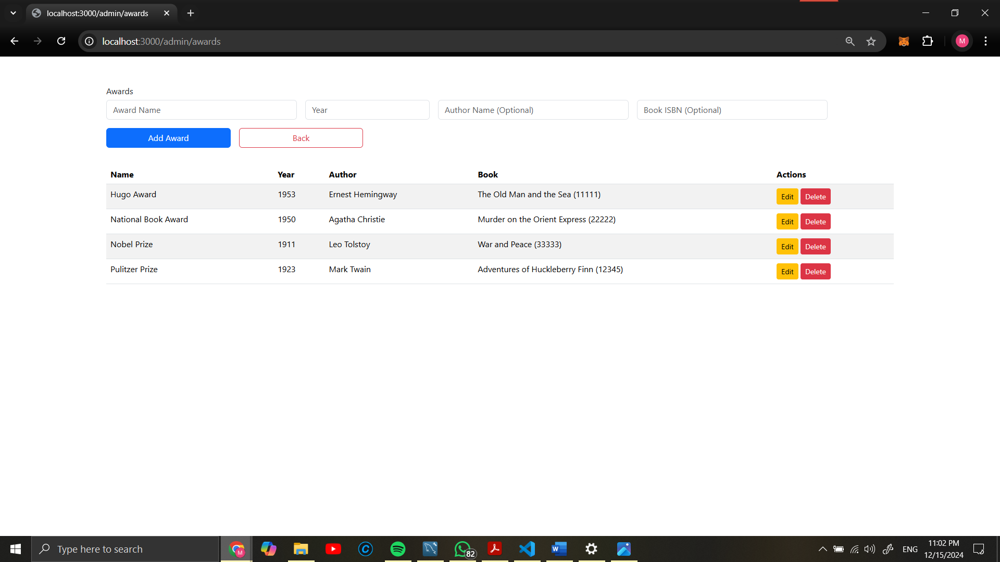 localhost:3000/admin/awards
localhost:3000/admin/awards
M
Awards
Award Name Year Author Name (Optional) Book ISBN (Optional)
Add Award Back
Name Year Author Book Actions
Hugo Award 1953 Ernest Hemingway The Old Man and the Sea (11111) Edit Delete
National Book Award 1950 Agatha Christie Murder on the Orient Express (22222) Edit Delete
Nobel Prize 1911 Leo Tolstoy War and Peace (33333) Edit Delete
Pulitzer Prize 1923 Mark Twain Adventures of Huckleberry Finn (12345) Edit Delete
Type here to search M C 82 W ENG 11:02 PM
12/15/2024